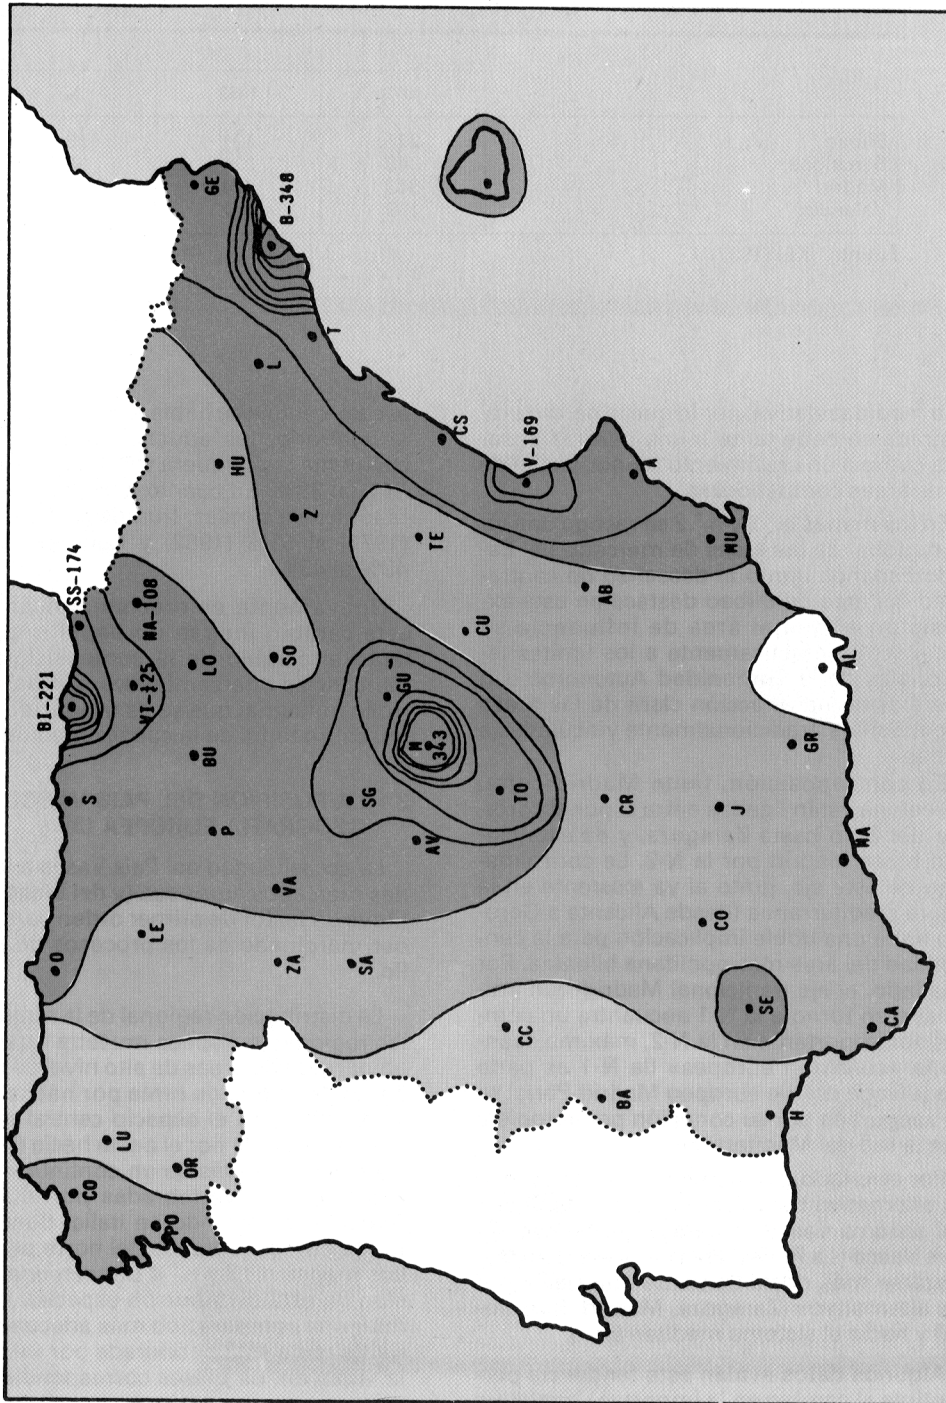 BI-221
O
S
SS-174
CO
LU
VI-125
NA-108
LE
PO
OR
BU
LO
GE
P
HU
L
ZA
VA
SO
B-348
Z
T
SA
SG
GU
M
343
AV
TE
CS
CU
CC
TO
V-169
AB
BA
CR
A
CO
MU
J
SE
H
GR
AL
MA
CA